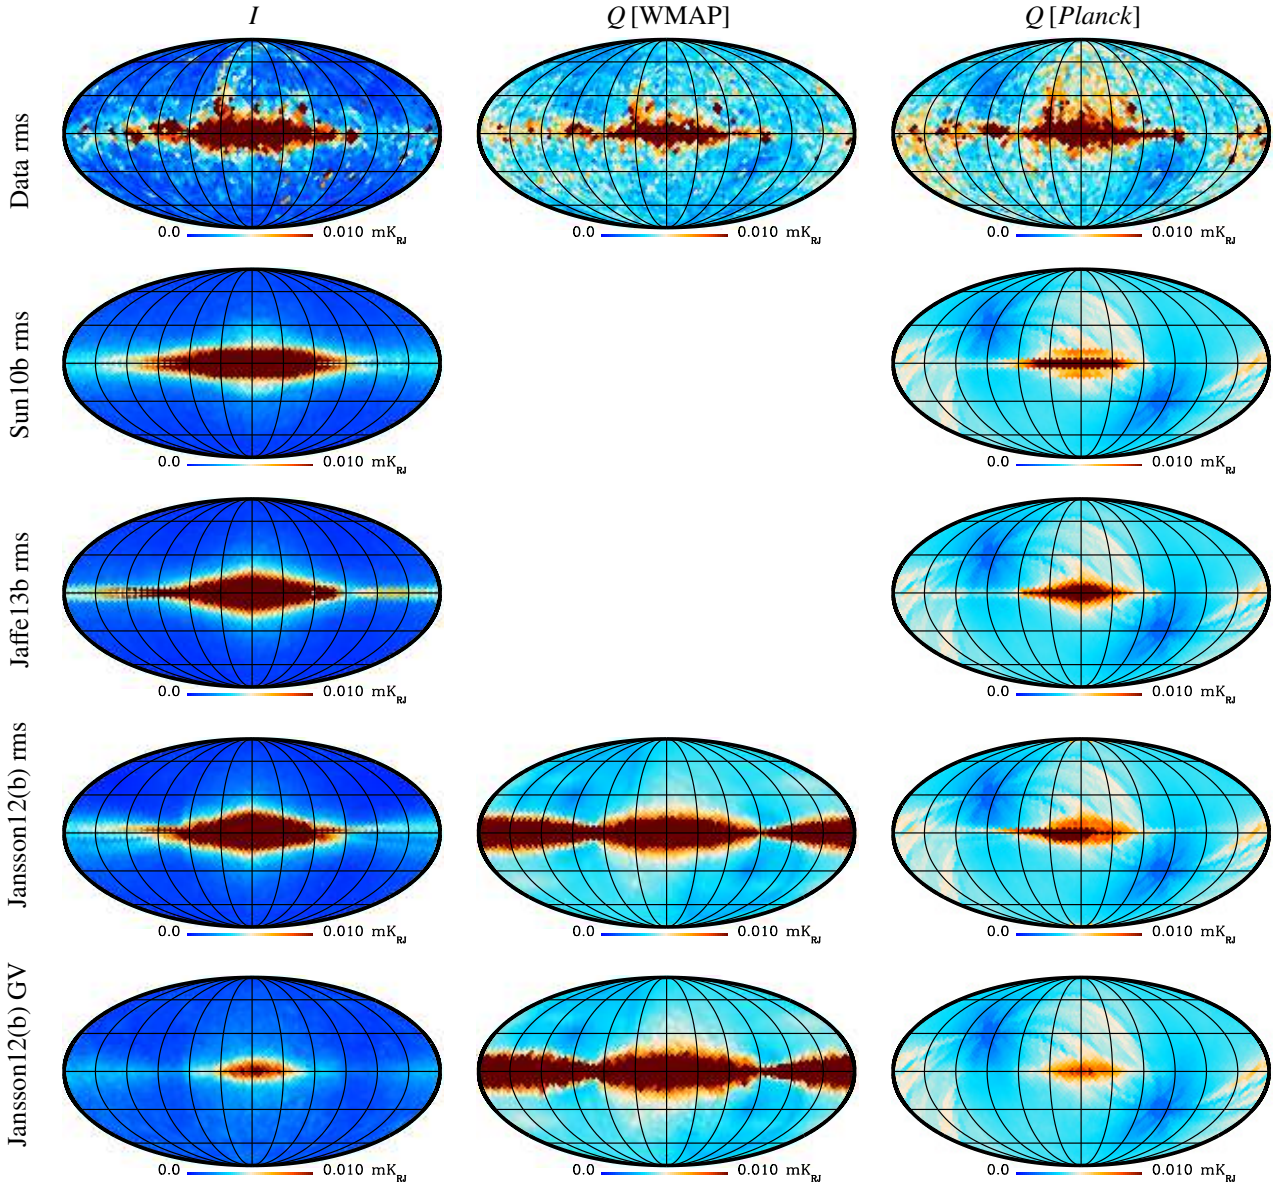 I Q [WMAP] Q [Planck]
Data rms
0.0 0.010 mK_RJ 0.0 0.010 mK_RJ 0.0 0.010 mK_RJ
Sun10b rms
0.0 0.010 mK_RJ 0.0 0.010 mK_RJ
Jaffe13b rms
0.0 0.010 mK_RJ 0.0 0.010 mK_RJ
Jansson12(b) rms
0.0 0.010 mK_RJ 0.0 0.010 mK_RJ 0.0 0.010 mK_RJ
Jansson12(b) GV
0.0 0.010 mK_RJ 0.0 0.010 mK_RJ 0.0 0.010 mK_RJ